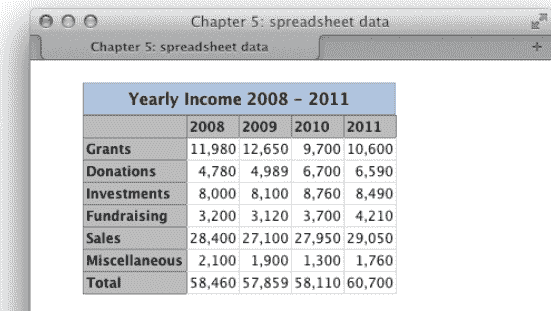 Chapter 5: spreadsheet data
Chapter 5: spreadsheet data
+
Yearly Income 2008 – 2011
2008 2009 2010 2011
Grants 11,980 12,650 9,700 10,600
Donations 4,780 4,989 6,700 6,590
Investments 8,000 8,100 8,760 8,490
Fundraising 3,200 3,120 3,700 4,210
Sales 28,400 27,100 27,950 29,050
Miscellaneous 2,100 1,900 1,300 1,760
Total 58,460 57,859 58,110 60,700